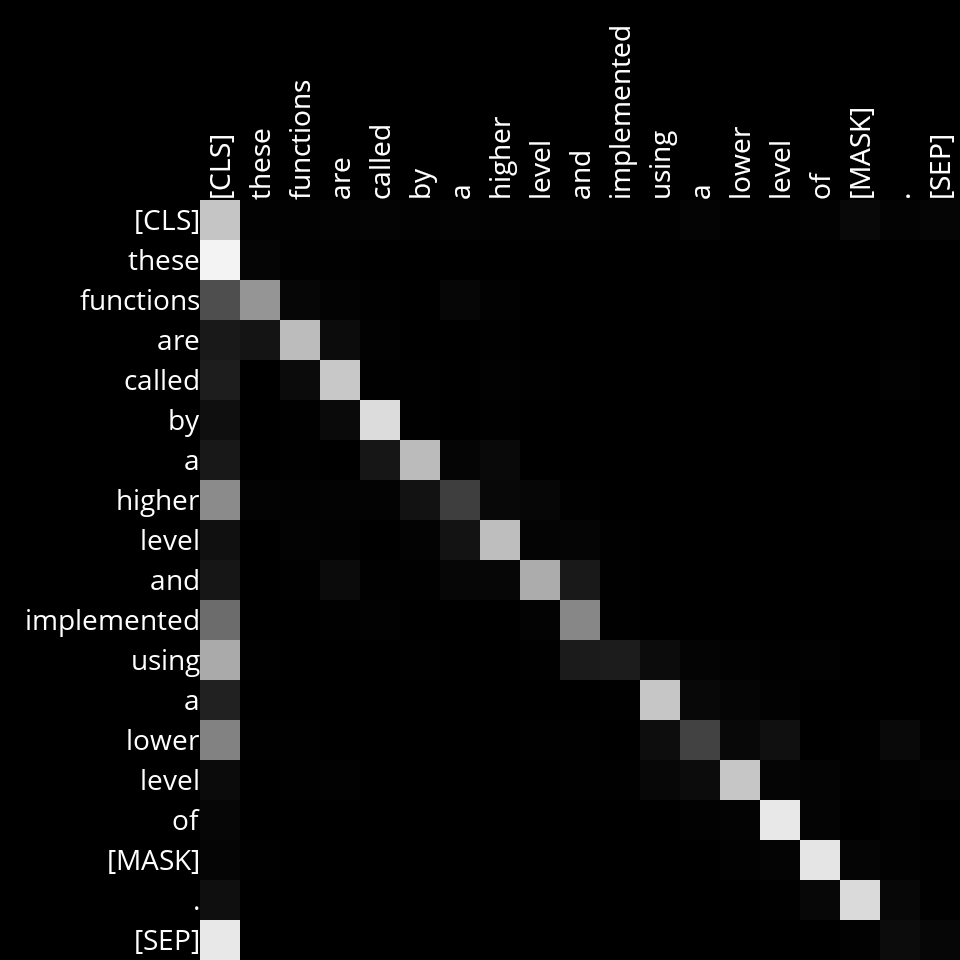 [CLS] these functions are called by a higher level and implemented using a lower level of [MASK] . [SEP]
[CLS]
these
functions
are
called
by
a
higher
level
and
implemented
using
a
lower
level
of
[MASK]
.
[SEP]